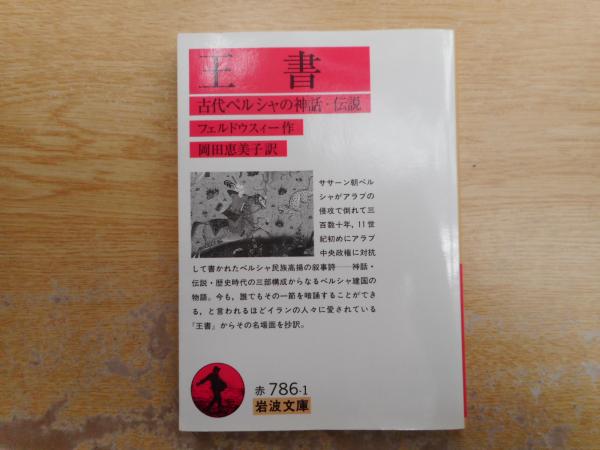 王書
古代ペルシャの神話・伝説
フェルドウスィー作
岡田恵美子訳
ササーン朝ペル
シャがアラブの
侵攻で倒れて三
百数十年，11世
紀初めにアラブ
中央政権に対抗
して書かれたペルシャ民族高揚の叙事詩──神話・
伝説・歴史時代の三部構成からなるペルシャ建国の
物語。今も，誰でもその一節を暗誦することができ
る，と言われるほどイランの人々に愛されている
『王書』からその名場面を抄訳。
赤 786-1
岩波文庫